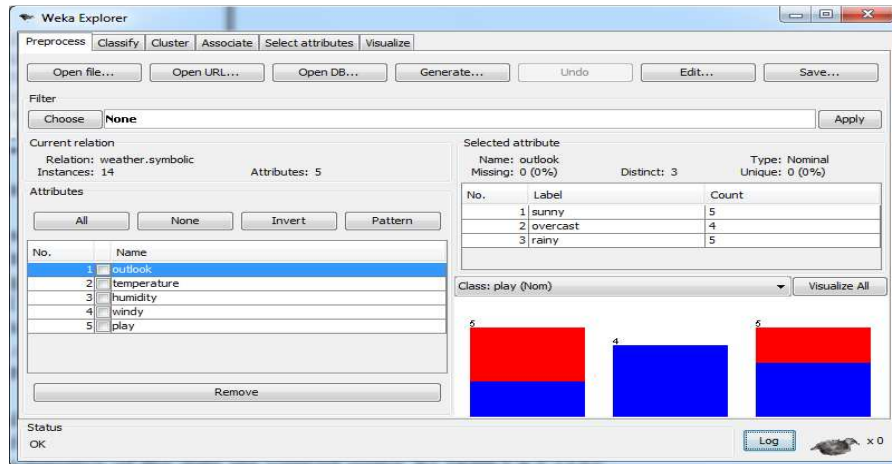 Weka Explorer
Preprocess Classify Cluster Associate Select attributes Visualize
Open file... Open URL... Open DB... Generate... Undo Edit... Save...
Filter
Choose None Apply
Current relation
Relation: weather.symbolic
Instances: 14 Attributes: 5
Attributes
All None Invert Pattern
No. Name
1 outlook
2 temperature
3 humidity
4 windy
5 play
Remove
Selected attribute
Name: outlook Type: Nominal
Missing: 0 (0%) Distinct: 3 Unique: 0 (0%)
No. Label Count
1 sunny 5
2 overcast 4
3 rainy 5
Class: play (Nom) Visualize All
5 4 5
Status
OK
Log x 0